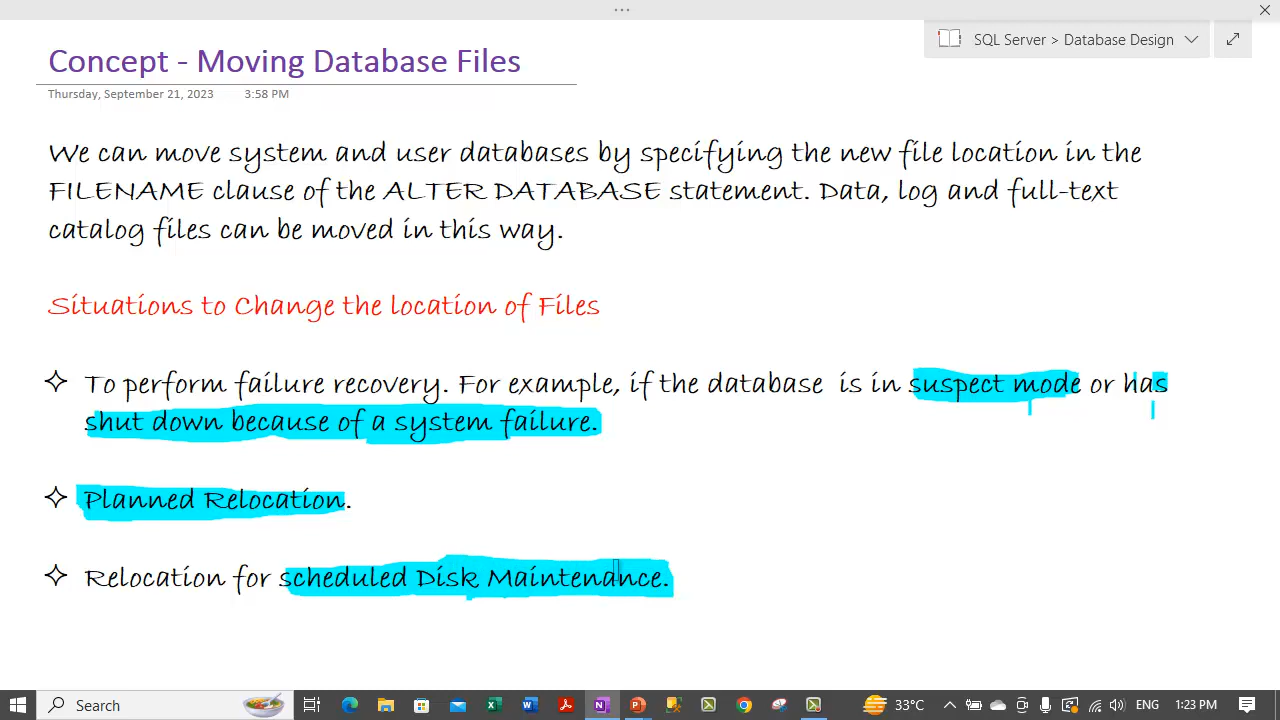 ...
SQL Server > Database Design
Concept - Moving Database Files
Thursday, September 21, 2023 3:58 PM
We can move system and user databases by specifying the new file location in the
FILENAME clause of the ALTER DATABASE statement. Data, log and full-text
catalog files can be moved in this way.
Situations to Change the location of Files
✧ To perform failure recovery. For example, if the database is in suspect mode or has
shut down because of a system failure.
✧ Planned Relocation.
✧ Relocation for scheduled Disk Maintenance.
Search 33°C ENG 1:23 PM